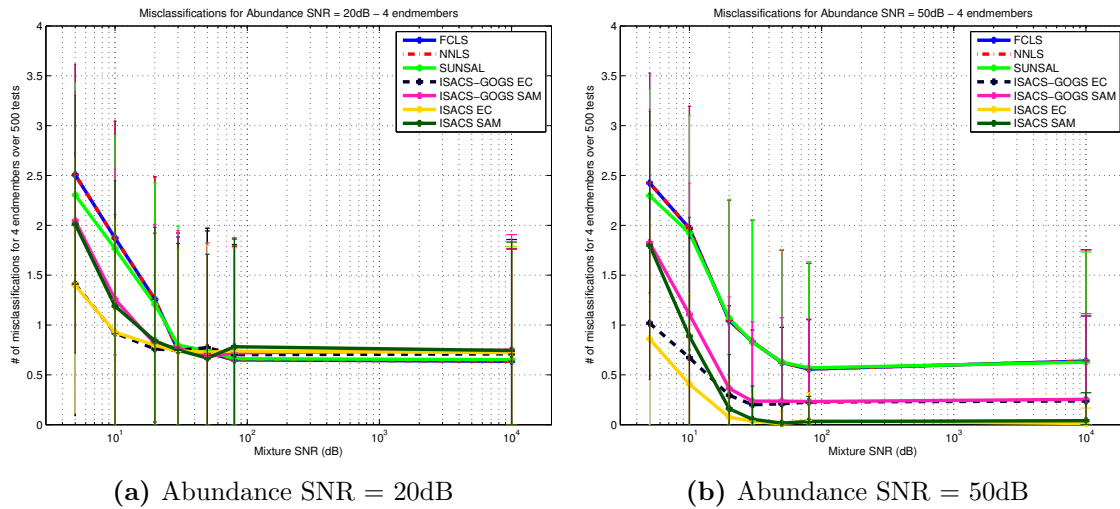 Misclassifications for Abundance SNR = 20dB − 4 endmembers
4
3.5
3
2.5
2
1.5
1
0.5
0
# of misclassifications for 4 endmembers over 500 tests
FCLS
NNLS
SUNSAL
ISACS−GOGS EC
ISACS−GOGS SAM
ISACS EC
ISACS SAM
10^1
10^2
10^3
10^4
Mixture SNR (dB)
(a) Abundance SNR = 20dB
Misclassifications for Abundance SNR = 50dB − 4 endmembers
4
3.5
3
2.5
2
1.5
1
0.5
0
# of misclassifications for 4 endmembers over 500 tests
FCLS
NNLS
SUNSAL
ISACS−GOGS EC
ISACS−GOGS SAM
ISACS EC
ISACS SAM
10^1
10^2
10^3
10^4
Mixture SNR (dB)
(b) Abundance SNR = 50dB